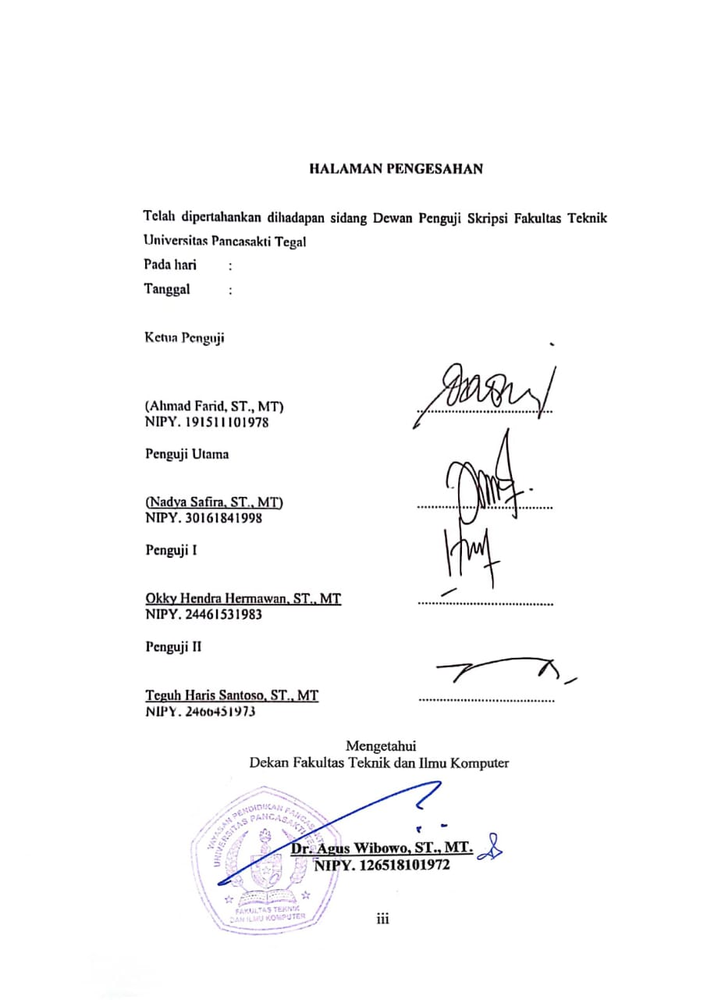 HALAMAN PENGESAHAN
Telah dipertahankan dihadapan sidang Dewan Penguji Skripsi Fakultas Teknik
Universitas Pancasakti Tegal
Pada hari :
Tanggal :
Ketua Penguji
(Ahmad Farid, ST., MT)
NIPY. 191511101978
Penguji Utama
(Nadya Safira, ST., MT)
NIPY. 30161841998
Penguji I
Okky Hendra Hermawan, ST., MT
NIPY. 24461531983
Penguji II
Teguh Haris Santoso, ST., MT
NIPY. 2466451973
Mengetahui
Dekan Fakultas Teknik dan Ilmu Komputer
YAYASAN PENDIDIKAN PANCASAKTI
UNIVERSITAS PANCASAKTI TEGAL
Dr. Agus Wibowo, ST., MT.
NIPY. 126518101972
FAKULTAS TEKNIK
DAN ILMU KOMPUTER
iii